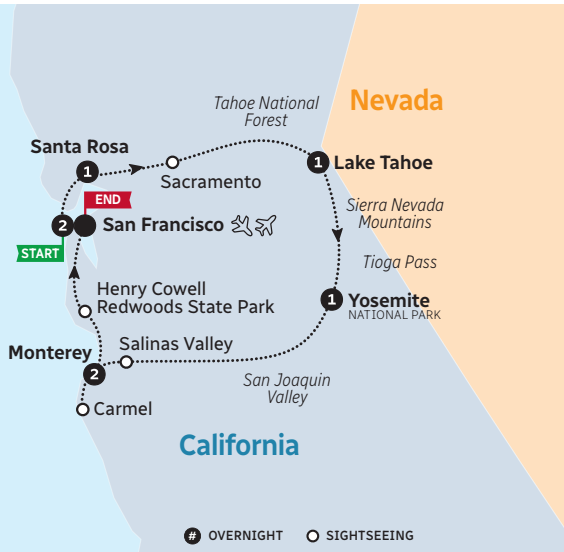 Tahoe National
Forest
Nevada
Santa Rosa
1
Sacramento
1
Lake Tahoe
END
2
San Francisco
START
Sierra Nevada
Mountains
Tioga Pass
Henry Cowell
Redwoods State Park
1
Yosemite
NATIONAL PARK
Salinas Valley
Monterey
2
San Joaquin
Valley
Carmel
California
# OVERNIGHT
SIGHTSEEING